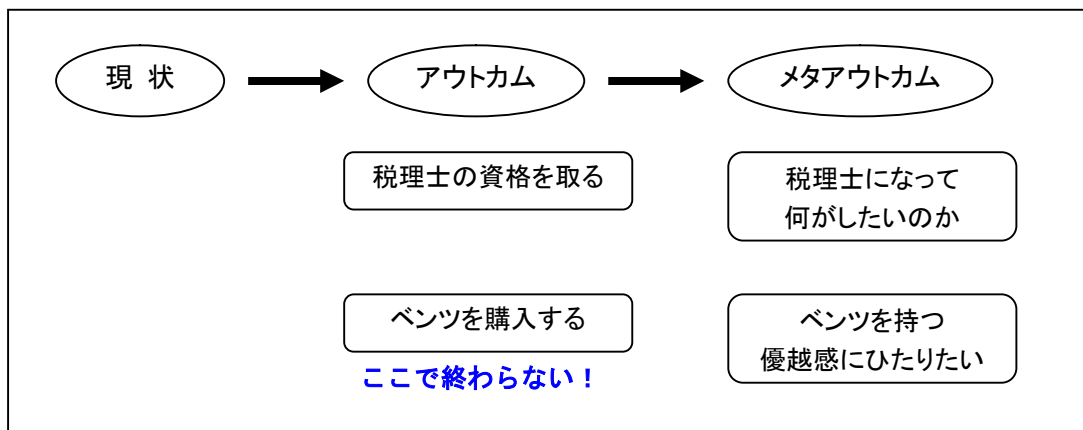 現 状
アウトカム
メタアウトカム
税理士の資格を取る
税理士になって
何がしたいのか
ベンツを購入する
ここで終わらない！
ベンツを持つ
優越感にひたりたい